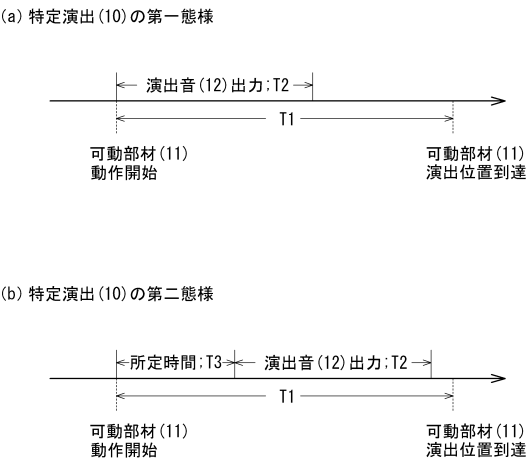 (a) 特定演出(10)の第一態様
演出音(12)出力;T2
T1
可動部材(11)
動作開始
可動部材(11)
演出位置到達
(b) 特定演出(10)の第二態様
所定時間;T3
演出音(12)出力;T2
T1
可動部材(11)
動作開始
可動部材(11)
演出位置到達